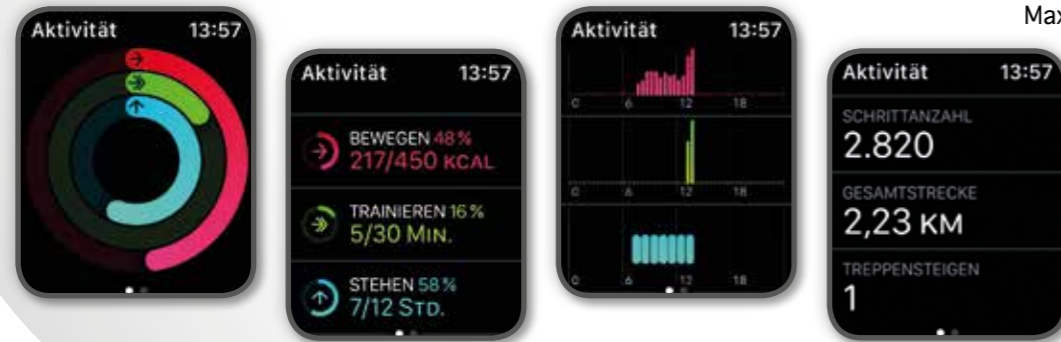 Max
Aktivität 13:57
Aktivität 13:57
BEWEGEN 48%
217/450 KCAL
TRAINIEREN 16%
5/30 MIN.
STEHEN 58%
7/12 STD.
Aktivität 13:57
0 6 12 18
0 6 12 18
0 6 12 18
Aktivität 13:57
SCHRITTANZAHL
2.820
GESAMTSTRECKE
2,23 KM
TREPPENSTEIGEN
1